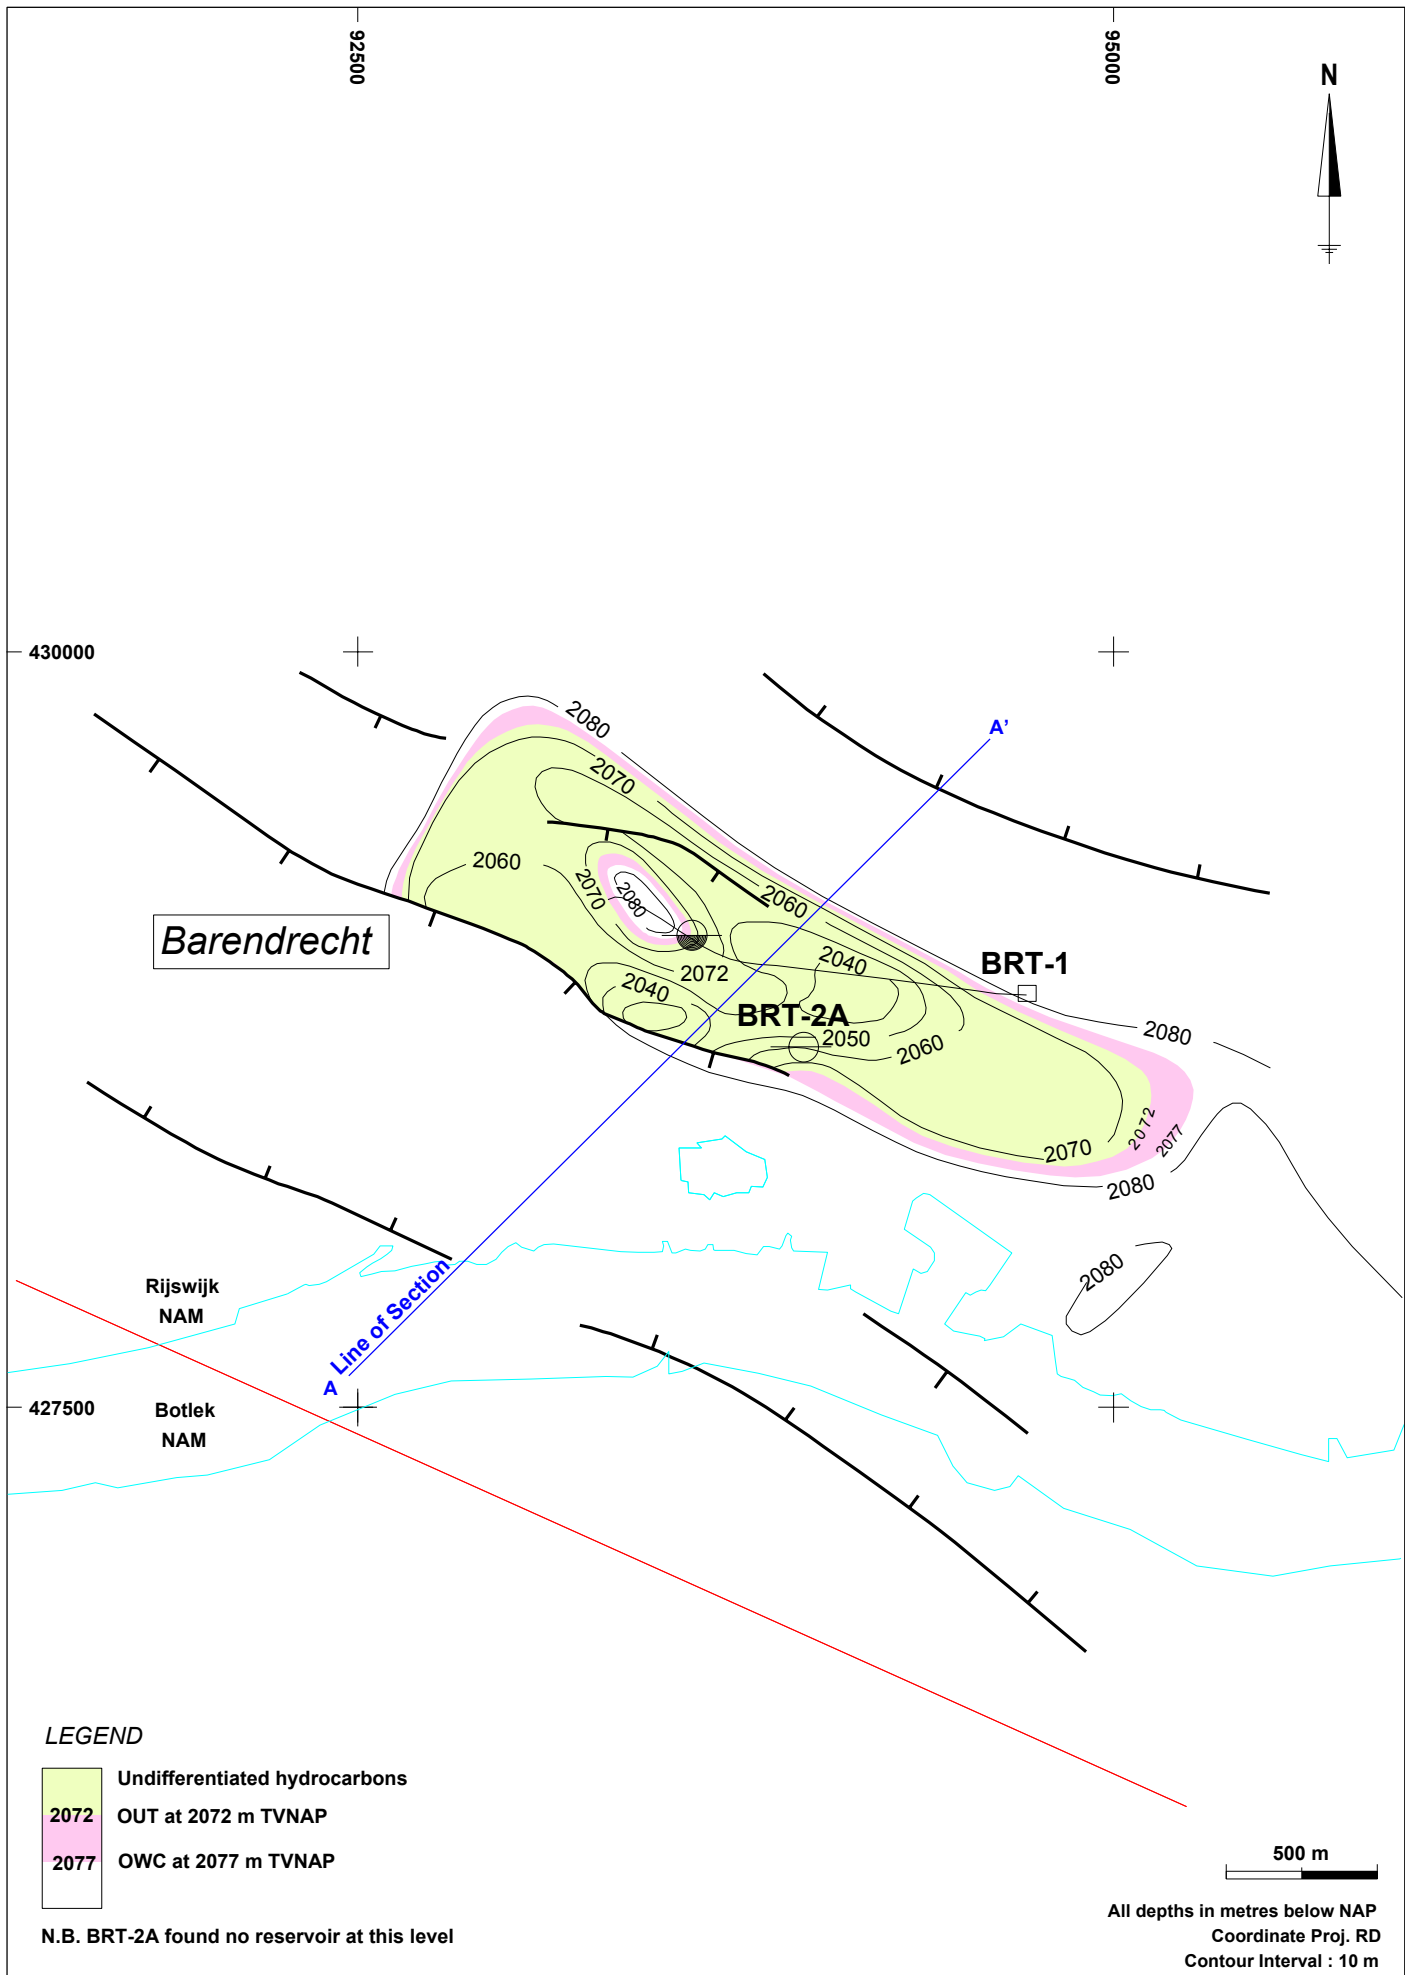 92500
95000
N
430000
A'
2080
2070
2060
2060
2070
2080
Barendrecht
2040
BRT-1
2072
2040
BRT-2A
2050
2060
2080
2072
2077
2070
2080
2080
Rijswijk
NAM
Line of Section
A
427500
Botlek
NAM
LEGEND
Undifferentiated hydrocarbons
2072 OUT at 2072 m TVNAP
2077 OWC at 2077 m TVNAP
500 m
N.B. BRT-2A found no reservoir at this level
All depths in metres below NAP
Coordinate Proj. RD
Contour Interval : 10 m